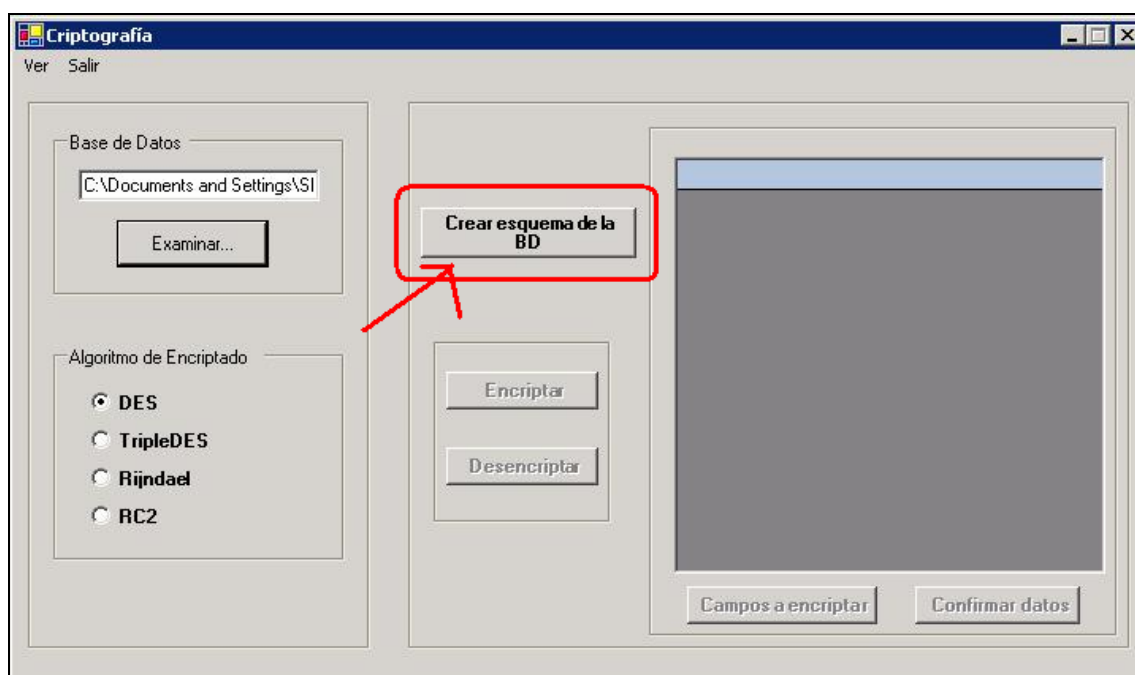 Criptografía
Ver Salir
Base de Datos
C:\Documents and Settings\SI
Examinar...
Algoritmo de Encriptado
DES
TripleDES
Rijndael
RC2
Crear esquema de la
BD
Encriptar
Desencriptar
Campos a encriptar
Confirmar datos